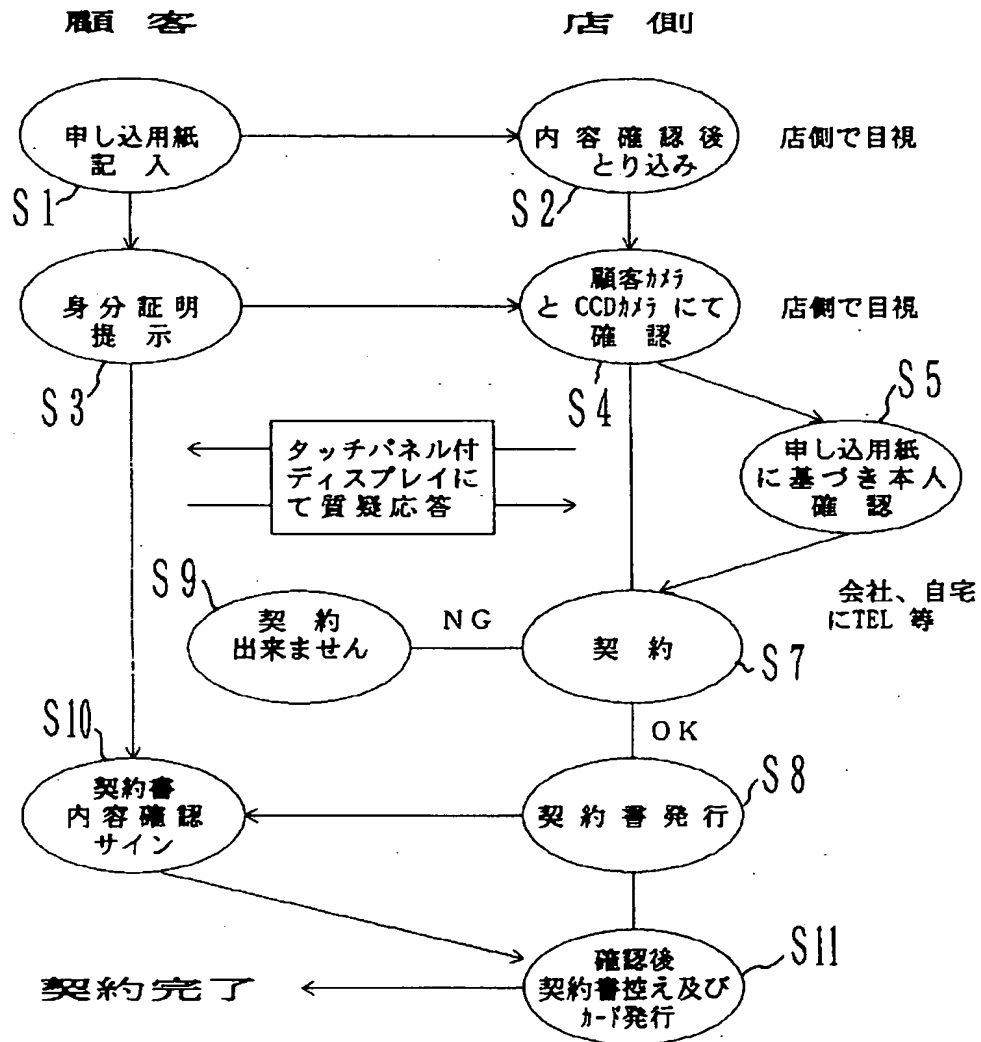 顧客
店側
申し込用紙
記入
内容確認後
とり込み
店側で目視
S1
S2
身分証明
提示
顧客カメラ
と CCDカメラ にて
確認
店側で目視
S3
S4
S5
タッチパネル付
ディスプレイに
て質疑応答
申し込用紙
に基づき本人
確認
S9
会社、自宅
にTEL 等
契約
出来ません
NG
契約
S7
S10
OK
S8
契約書
内容確認
サイン
契約書発行
S11
確認後
契約書控え及び
カード発行
契約完了